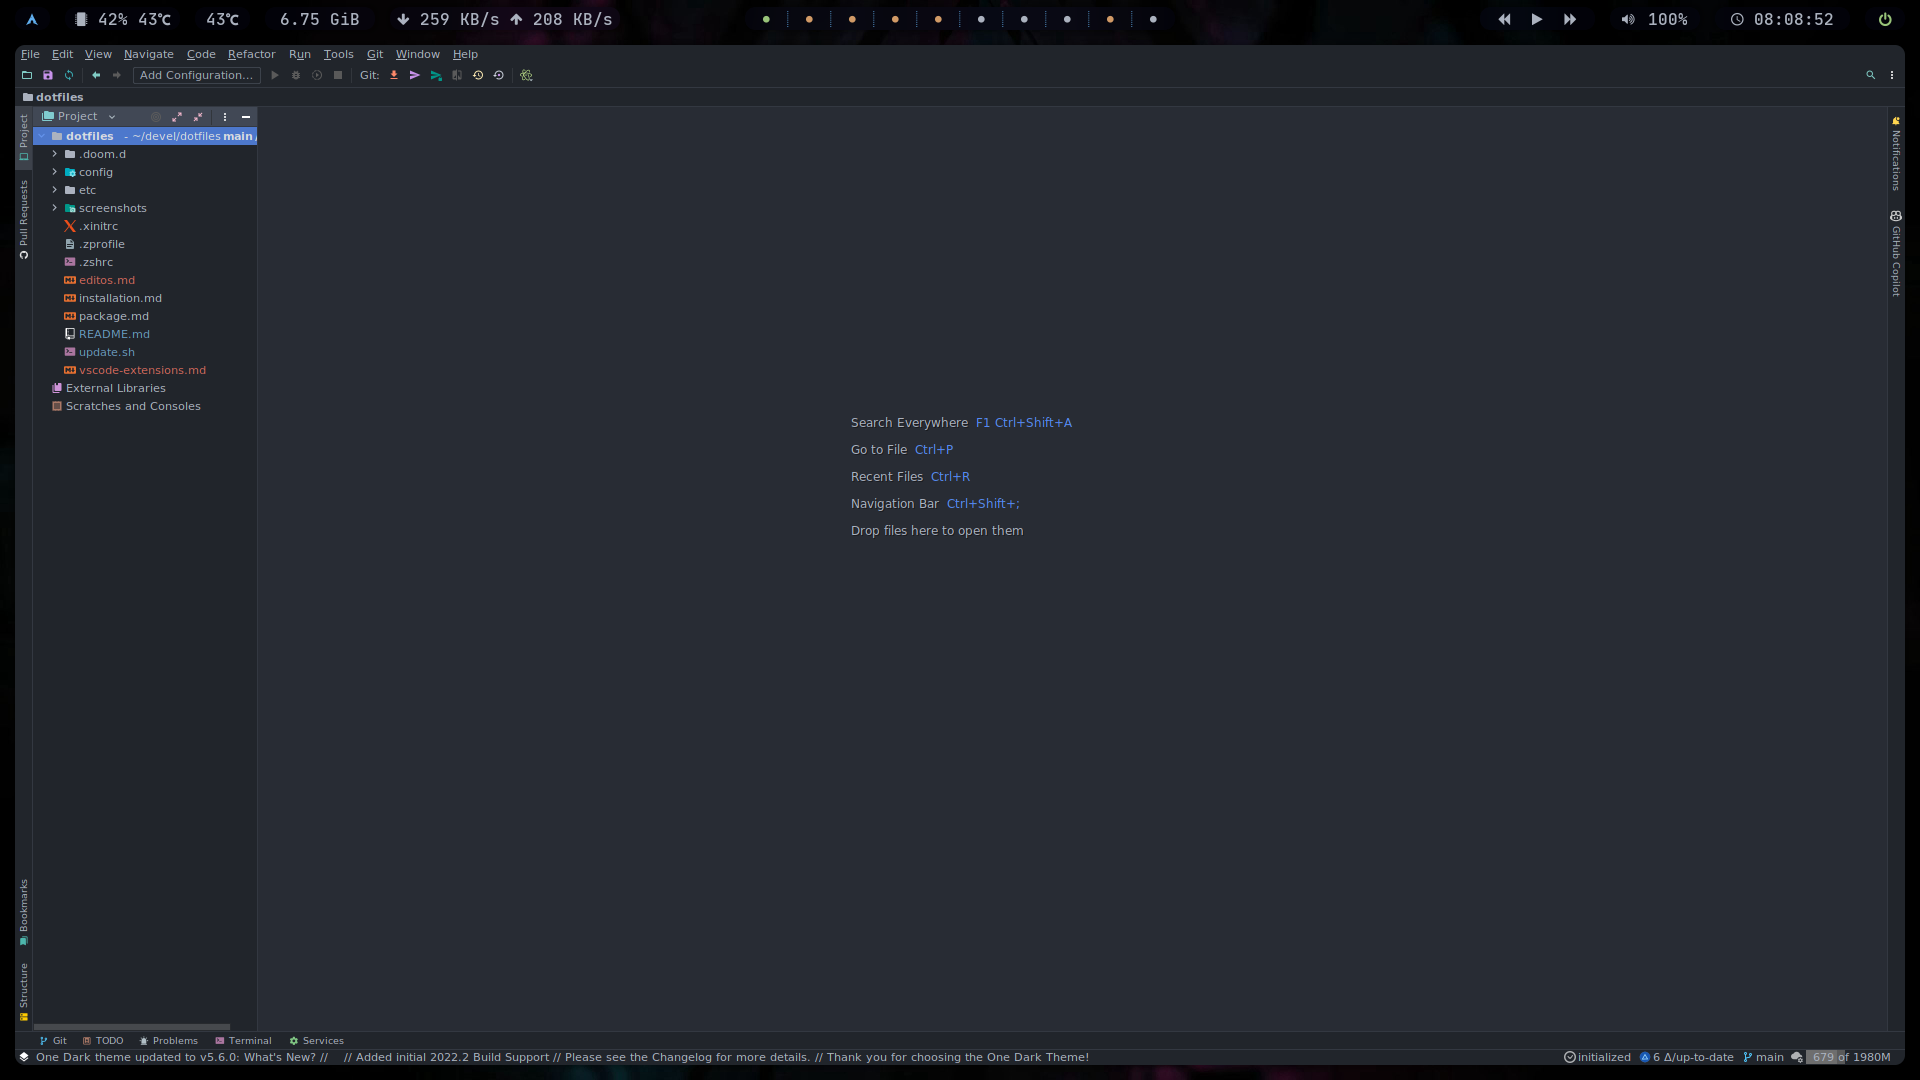 42% 43℃ 43℃ 6.75 GiB 259 KB/s 208 KB/s 100% 08:08:52
File Edit View Navigate Code Refactor Run Tools Git Window Help
Add Configuration... Git:
dotfiles
Project
dotfiles - ~/devel/dotfiles main /
.doom.d
config
etc
screenshots
.xinitrc
.zprofile
.zshrc
editos.md
installation.md
package.md
README.md
update.sh
vscode-extensions.md
External Libraries
Scratches and Consoles
Project
Pull Requests
Bookmarks
Structure
Search Everywhere F1 Ctrl+Shift+A
Go to File Ctrl+P
Recent Files Ctrl+R
Navigation Bar Ctrl+Shift+;
Drop files here to open them
Notifications
GitHub Copilot
Git TODO Problems Terminal Services
One Dark theme updated to v5.6.0: What's New? // // Added initial 2022.2 Build Support // Please see the Changelog for more details. // Thank you for choosing the One Dark Theme! initialized 6 Δ/up-to-date main 679 of 1980M